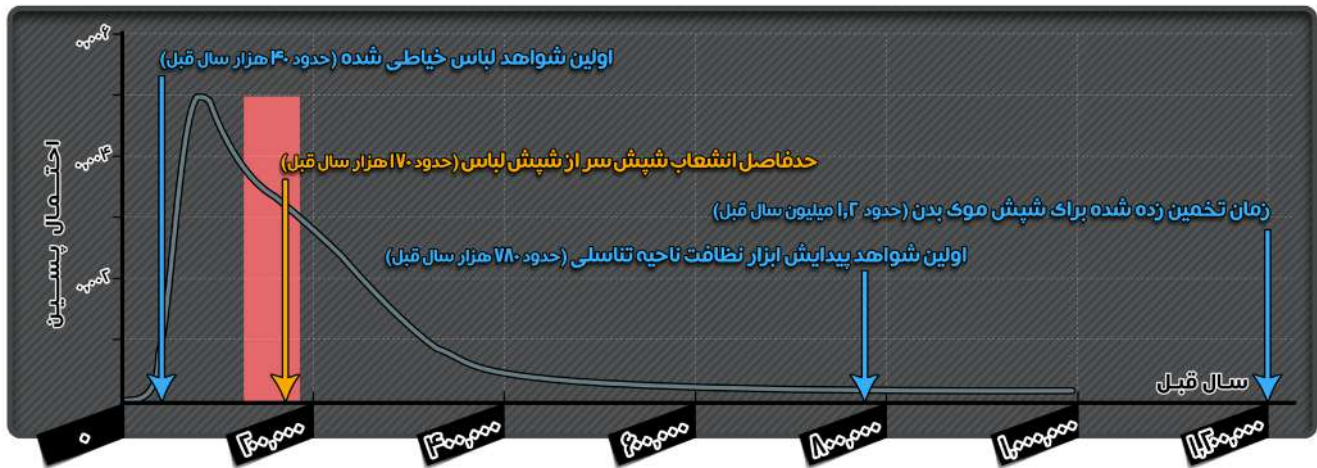 ۰٫۰۰۶
اولین شواهد لباس خیاطی شده (حدود ۴۰ هزار سال قبل)
۰٫۰۰۴
حدفاصل انشعاب شپش سر از شپش لباس (حدود ۱۷۰ هزار سال قبل)
زمان تخمین زده شده برای شپش موی بدن (حدود ۱٫۲ میلیون سال قبل)
اولین شواهد پیدایش ابزار نظافت ناحیه تناسلی (حدود ۷۸۰ هزار سال قبل)
۰٫۰۰۲
احتمال پسین
سال قبل
۰
۲۰۰,۰۰۰
۴۰۰,۰۰۰
۶۰۰,۰۰۰
۸۰۰,۰۰۰
۱,۰۰۰,۰۰۰
۱,۲۰۰,۰۰۰